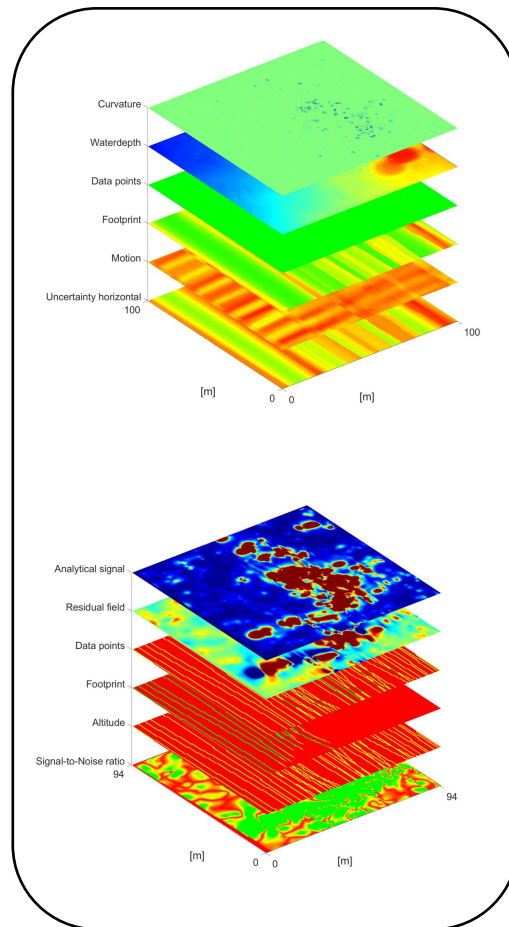 Curvature
Waterdepth
Data points
Footprint
Motion
Uncertainty horizontal
100
100
[m]
0
0
[m]
Analytical signal
Residual field
Data points
Footprint
Altitude
Signal-to-Noise ratio
94
94
[m]
0
0
[m]